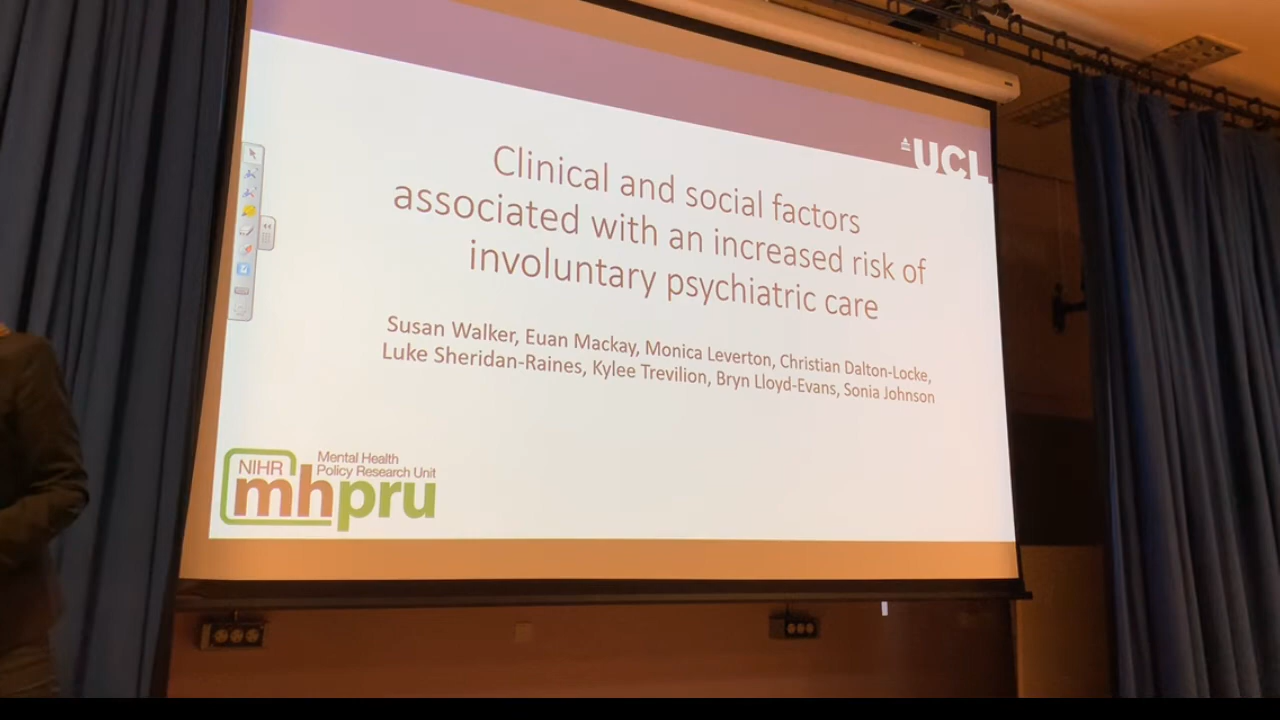 UCL
Clinical and social factors
associated with an increased risk of
involuntary psychiatric care
Susan Walker, Euan Mackay, Monica Leverton, Christian Dalton-Locke,
Luke Sheridan-Raines, Kylee Trevilion, Bryn Lloyd-Evans, Sonia Johnson
NIHR
Mental Health
Policy Research Unit
mhpru